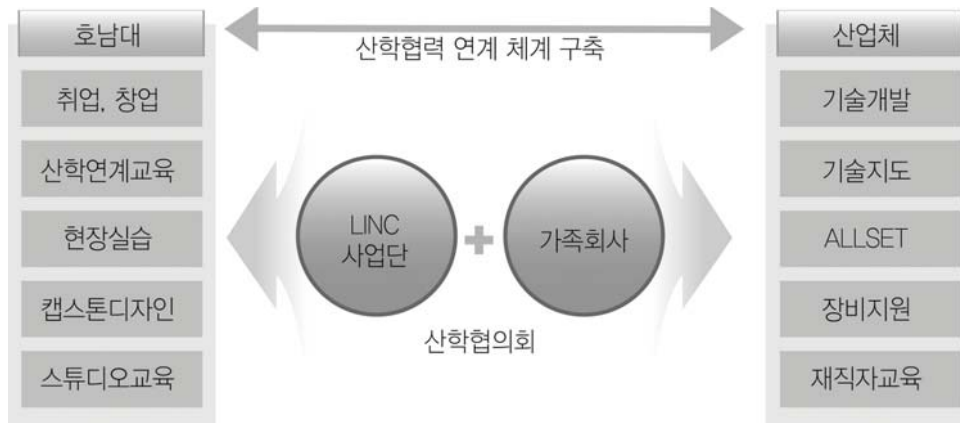 호남대
취업, 창업
산학연계교육
현장실습
캡스톤디자인
스튜디오교육
산학협력 연계 체계 구축
LINC
사업단
가족회사
산학협의회
산업체
기술개발
기술지도
ALLSET
장비지원
재직자교육